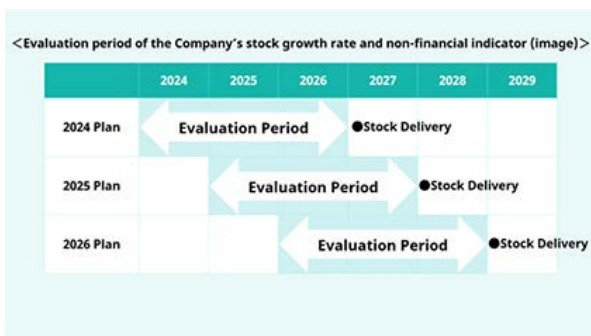 <Evaluation period of the Company's stock growth rate and non-financial indicator (image)>
2024 2025 2026 2027 2028 2029
2024 Plan Evaluation Period ●Stock Delivery
2025 Plan Evaluation Period ●Stock Delivery
2026 Plan Evaluation Period ●Stock Delivery